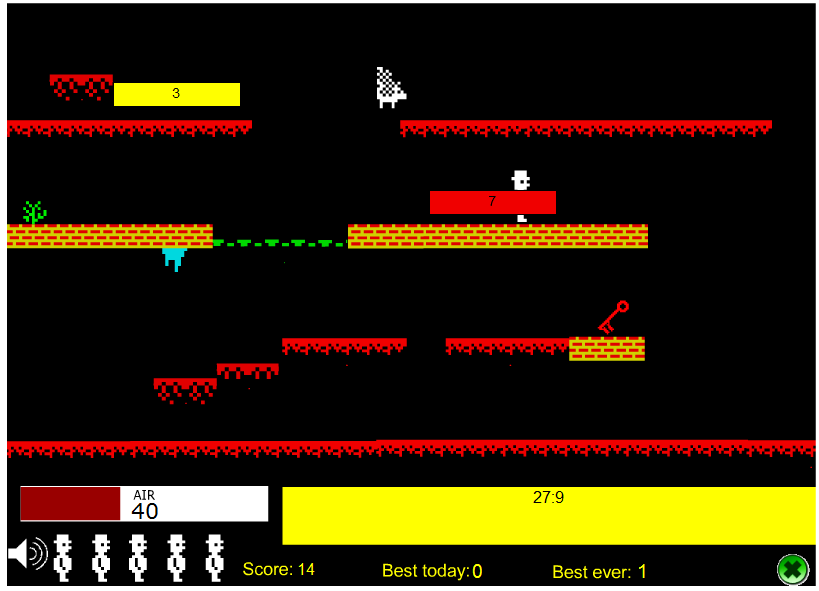 3
7
27:9
AIR
40
Score: 14
Best today:0
Best ever: 1